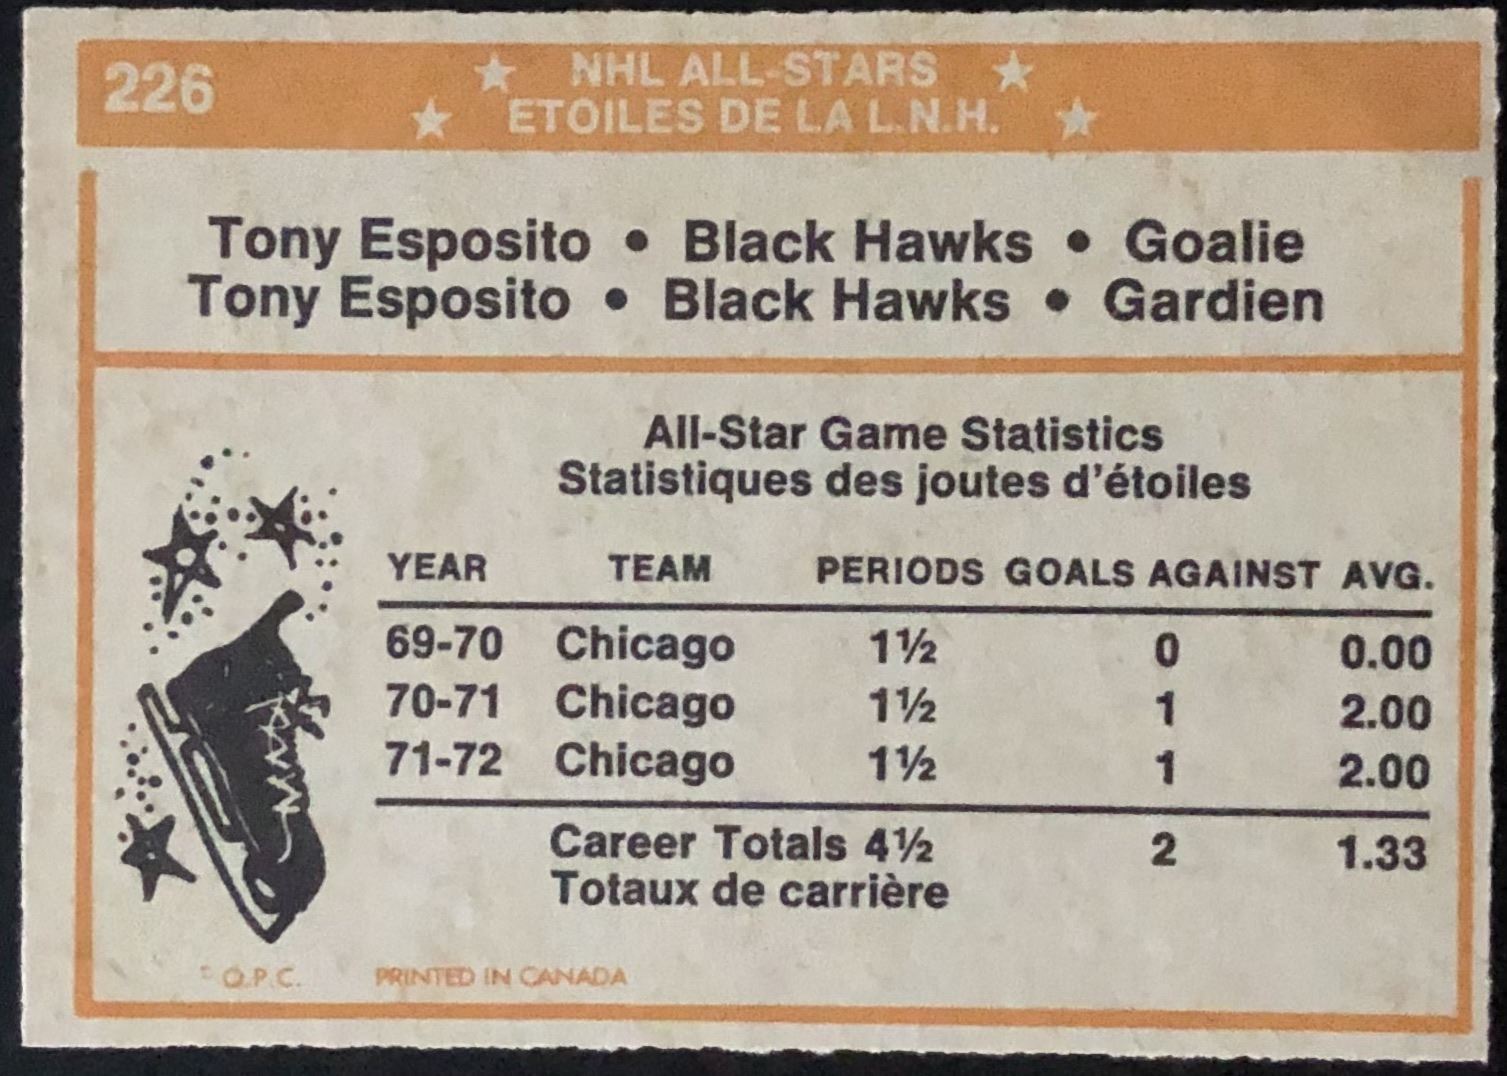 226
NHL ALL-STARS
ETOILES DE LA L.N.H.
Tony Esposito • Black Hawks • Goalie
Tony Esposito • Black Hawks • Gardien
All-Star Game Statistics
Statistiques des joutes d'étoiles
YEAR TEAM PERIODS GOALS AGAINST AVG.
69-70 Chicago 1½ 0 0.00
70-71 Chicago 1½ 1 2.00
71-72 Chicago 1½ 1 2.00
Career Totals 4½ 2 1.33
Totaux de carrière
O.P.C. PRINTED IN CANADA